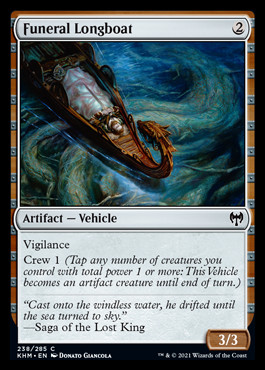 Funeral Longboat 2
Artifact — Vehicle
Vigilance
Crew 1 (Tap any number of creatures you
control with total power 1 or more: This Vehicle
becomes an artifact creature until end of turn.)
“Cast onto the windless water, he drifted until
the sea turned to sky.”
—Saga of the Lost King
3/3
238/285 C
KHM • EN Donato Giancola
™ & © 2021 Wizards of the Coast